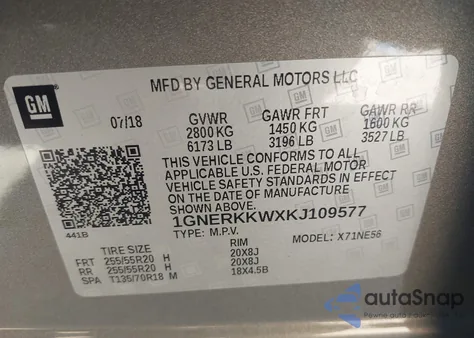 GM
MFD BY GENERAL MOTORS LLC
07/18 GVWR GAWR FRT GAWR RR
2800 KG 1450 KG 1600 KG
6173 LB 3196 LB 3527 LB
THIS VEHICLE CONFORMS TO ALL
APPLICABLE U.S. FEDERAL MOTOR
VEHICLE SAFETY STANDARDS IN EFFECT
ON THE DATE OF MANUFACTURE
SHOWN ABOVE.
1GNERKKWXKJ109577
441B TYPE: M.P.V. MODEL: X71NE56
TIRE SIZE RIM
FRT 255/55R20 H 20X8J
RR 255/55R20 H 20X8J
SPA T135/70R18 M 18X4.5B
autoSnap
Pewne auto z